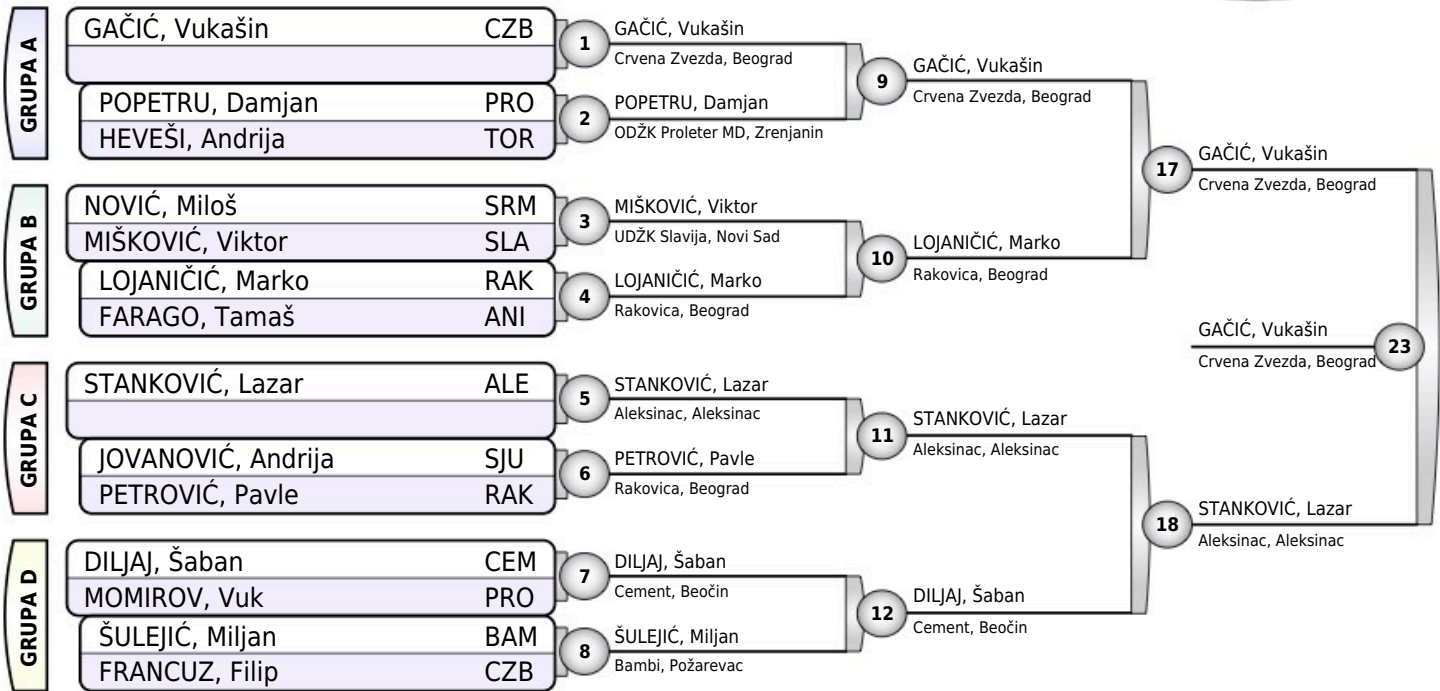 GRUPA A
GAČIĆ, Vukašin CZB
POPETRU, Damjan PRO
HEVEŠI, Andrija TOR
GRUPA B
NOVIĆ, Miloš SRM
MIŠKOVIĆ, Viktor SLA
LOJANIČIĆ, Marko RAK
FARAGO, Tamaš ANI
GRUPA C
STANKOVIĆ, Lazar ALE
JOVANOVIĆ, Andrija SJU
PETROVIĆ, Pavle RAK
GRUPA D
DILJAJ, Šaban CEM
MOMIROV, Vuk PRO
ŠULEJIĆ, Miljan BAM
FRANCUZ, Filip CZB
1
GAČIĆ, Vukašin
Crvena Zvezda, Beograd
2
POPETRU, Damjan
ODŽK Proleter MD, Zrenjanin
3
MIŠKOVIĆ, Viktor
UDŽK Slavija, Novi Sad
4
LOJANIČIĆ, Marko
Rakovica, Beograd
5
STANKOVIĆ, Lazar
Aleksinac, Aleksinac
6
PETROVIĆ, Pavle
Rakovica, Beograd
7
DILJAJ, Šaban
Cement, Beočin
8
ŠULEJIĆ, Miljan
Bambi, Požarevac
9
GAČIĆ, Vukašin
Crvena Zvezda, Beograd
10
LOJANIČIĆ, Marko
Rakovica, Beograd
11
STANKOVIĆ, Lazar
Aleksinac, Aleksinac
12
DILJAJ, Šaban
Cement, Beočin
17
GAČIĆ, Vukašin
Crvena Zvezda, Beograd
18
STANKOVIĆ, Lazar
Aleksinac, Aleksinac
GAČIĆ, Vukašin
Crvena Zvezda, Beograd
23